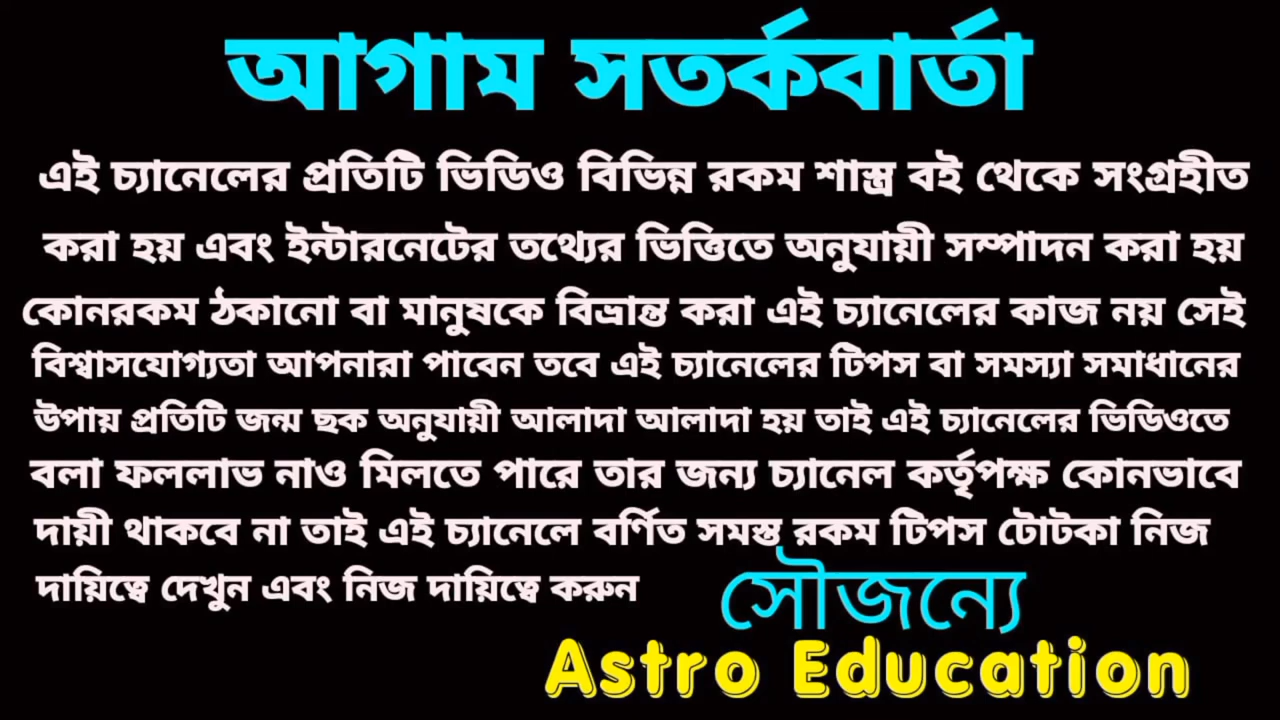 আগাম সতর্কবার্তা
এই চ্যানেলের প্রতিটি ভিডিও বিভিন্ন রকম শাস্ত্র বই থেকে সংগ্রহীত
করা হয় এবং ইন্টারনেটের তথ্যের ভিত্তিতে অনুযায়ী সম্পাদন করা হয়
কোনরকম ঠকানো বা মানুষকে বিভ্রান্ত করা এই চ্যানেলের কাজ নয় সেই
বিশ্বাসযোগ্যতা আপনারা পাবেন তবে এই চ্যানেলের টিপস বা সমস্যা সমাধানের
উপায় প্রতিটি জন্ম ছক অনুযায়ী আলাদা আলাদা হয় তাই এই চ্যানেলের ভিডিওতে
বলা ফললাভ নাও মিলতে পারে তার জন্য চ্যানেল কর্তৃপক্ষ কোনভাবে
দায়ী থাকবে না তাই এই চ্যানেলে বর্ণিত সমস্ত রকম টিপস টোটকা নিজ
দায়িত্বে দেখুন এবং নিজ দায়িত্বে করুন
সৌজন্যে
Astro Education